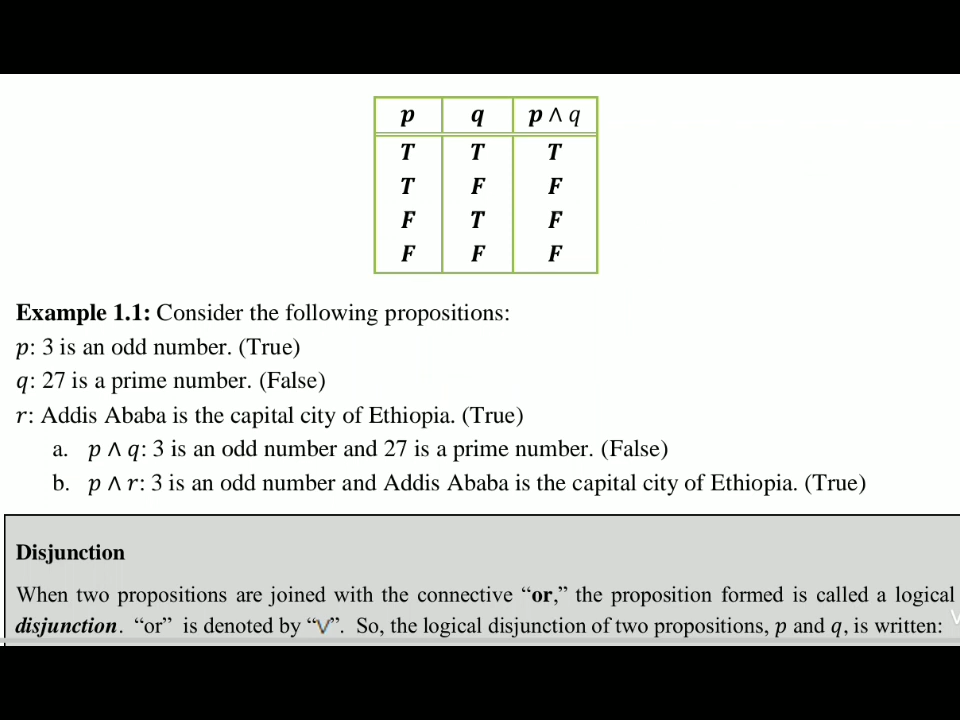 p q p ∧ q
T T T
T F F
F T F
F F F
Example 1.1: Consider the following propositions:
p: 3 is an odd number. (True)
q: 27 is a prime number. (False)
r: Addis Ababa is the capital city of Ethiopia. (True)
a. p ∧ q: 3 is an odd number and 27 is a prime number. (False)
b. p ∧ r: 3 is an odd number and Addis Ababa is the capital city of Ethiopia. (True)
Disjunction
When two propositions are joined with the connective “or,” the proposition formed is called a logical
disjunction. “or” is denoted by “∨”. So, the logical disjunction of two propositions, p and q, is written: